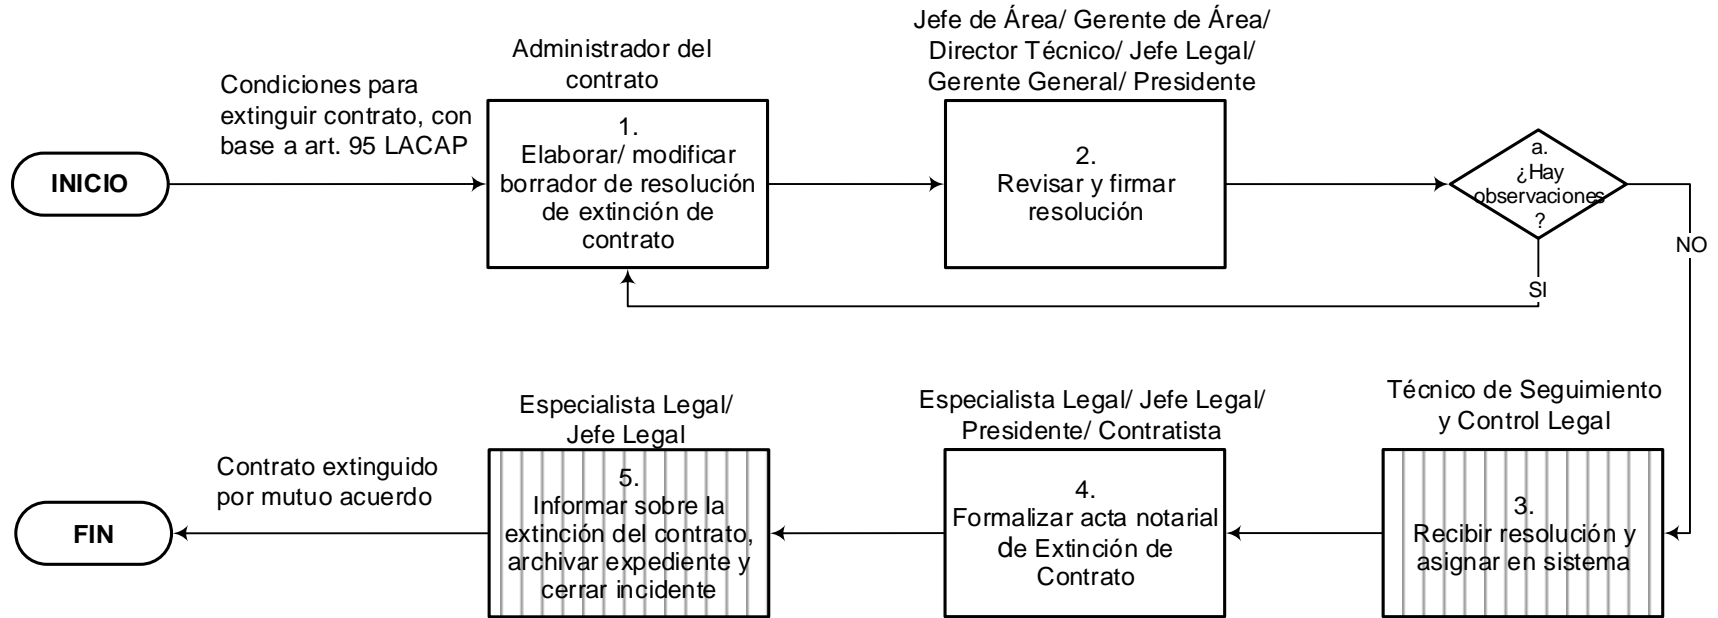 INICIO
Condiciones para
extinguir contrato, con
base a art. 95 LACAP
Administrador del
contrato
1.
Elaborar/ modificar
borrador de resolución
de extinción de
contrato
Jefe de Área/ Gerente de Área/
Director Técnico/ Jefe Legal/
Gerente General/ Presidente
2.
Revisar y firmar
resolución
a.
¿Hay
observaciones
?
NO
SI
Técnico de Seguimiento
y Control Legal
3.
Recibir resolución y
asignar en sistema
Especialista Legal/ Jefe Legal/
Presidente/ Contratista
4.
Formalizar acta notarial
de Extinción de
Contrato
Especialista Legal/
Jefe Legal
5.
Informar sobre la
extinción del contrato,
archivar expediente y
cerrar incidente
Contrato extinguido
por mutuo acuerdo
FIN